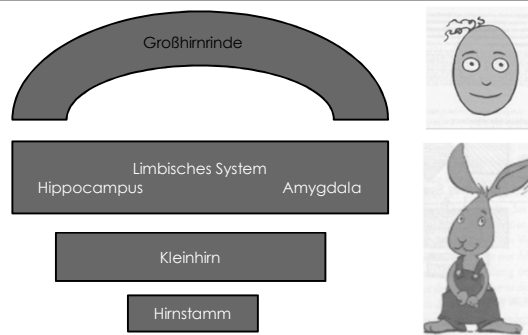 Großhirnrinde
Limbisches System
Hippocampus Amygdala
Kleinhirn
Hirnstamm